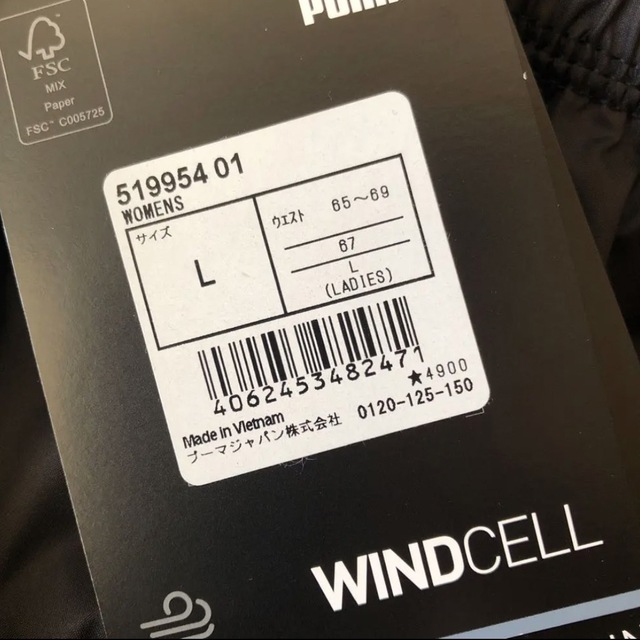 FSC
MIX
Paper
FSC™ C005725
519954 01
WOMENS
サイズ
L
ウエスト 65～69
67
L
(LADIES)
4062453482471
★4900
Made in Vietnam
プーマジャパン株式会社 0120-125-150
WINDCELL